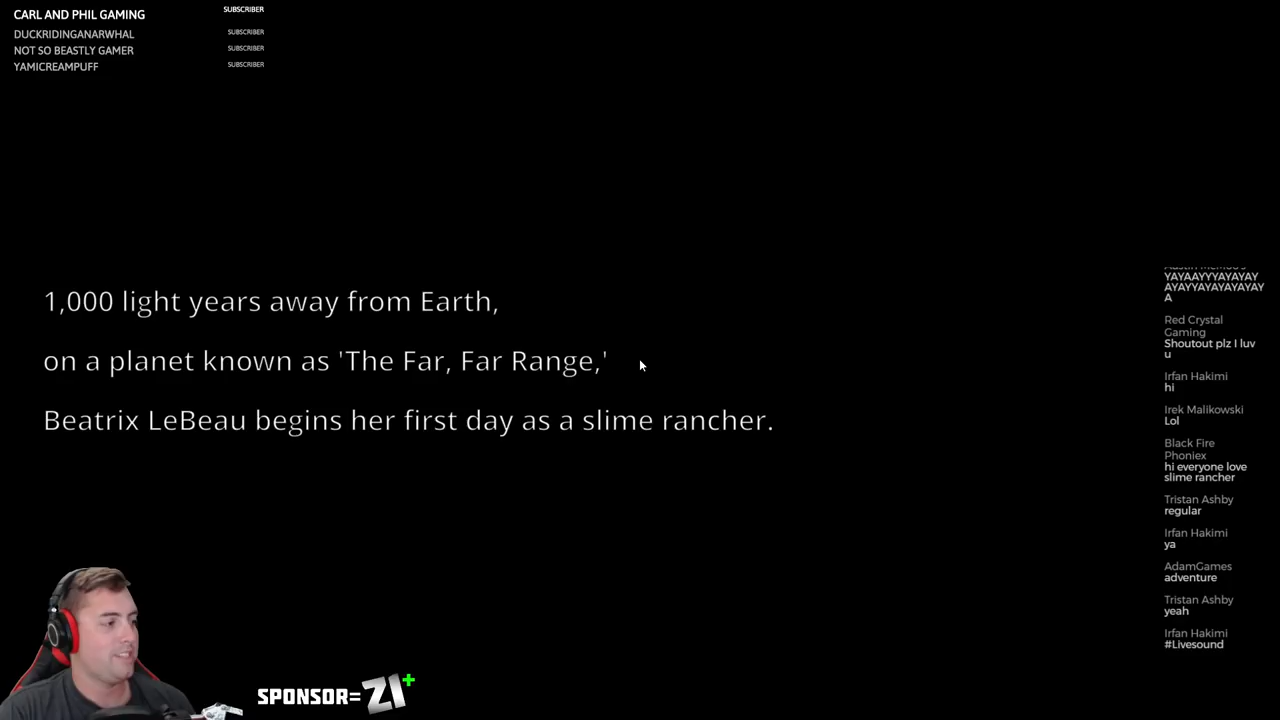 CARL AND PHIL GAMING SUBSCRIBER
DUCKRIDINGANARWHAL SUBSCRIBER
NOT SO BEASTLY GAMER SUBSCRIBER
YAMICREAMPUFF SUBSCRIBER
1,000 light years away from Earth,
on a planet known as 'The Far, Far Range,'
Beatrix LeBeau begins her first day as a slime rancher.
YAYAAYYYAYAYAY
AYAYYAYAYAYAYAY
A
Red Crystal
Gaming
Shoutout plz I luv
u
Irfan Hakimi
hi
Irek Malikowski
Lol
Black Fire
Phoniex
hi everyone love
slime rancher
Tristan Ashby
regular
Irfan Hakimi
ya
AdamGames
adventure
Tristan Ashby
yeah
Irfan Hakimi
#Livesound
SPONSOR= ZI+